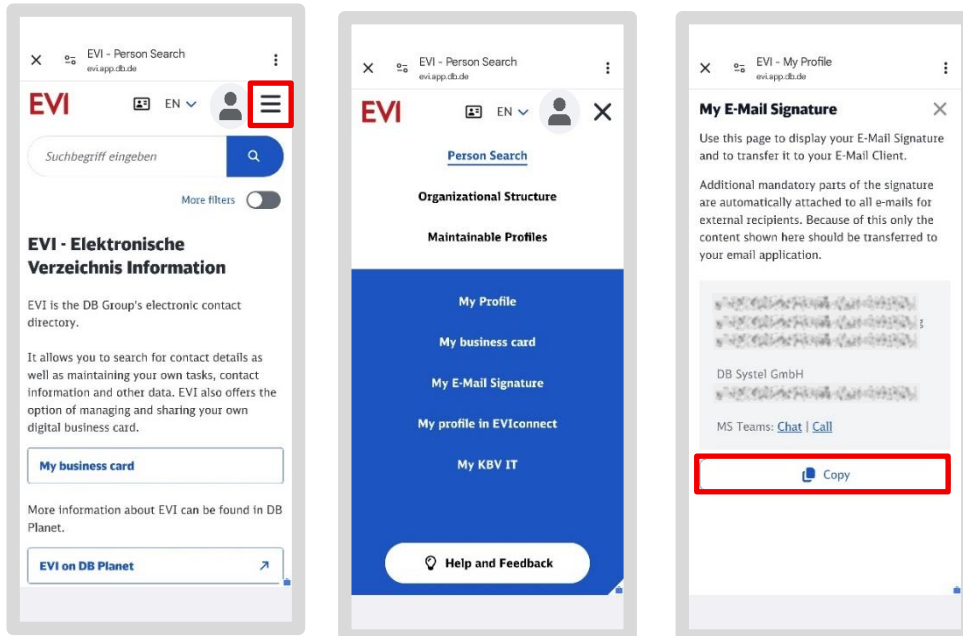 EVI - Person Search
evi.app.db.de
EVI
EN
Suchbegriff eingeben
More filters
EVI - Elektronische
Verzeichnis Information
EVI is the DB Group's electronic contact
directory.
It allows you to search for contact details as
well as maintaining your own tasks, contact
information and other data. EVI also offers the
option of managing and sharing your own
digital business card.
My business card
More information about EVI can be found in DB
Planet.
EVI on DB Planet
EVI - Person Search
evi.app.db.de
EVI
EN
Person Search
Organizational Structure
Maintainable Profiles
My Profile
My business card
My E-Mail Signature
My profile in EVIconnect
My KBV IT
Help and Feedback
EVI - My Profile
evi.app.db.de
My E-Mail Signature
Use this page to display your E-Mail Signature
and to transfer it to your E-Mail Client.
Additional mandatory parts of the signature
are automatically attached to all e-mails for
external recipients. Because of this only the
content shown here should be transferred to
your email application.
DB Systel GmbH
MS Teams: Chat | Call
Copy